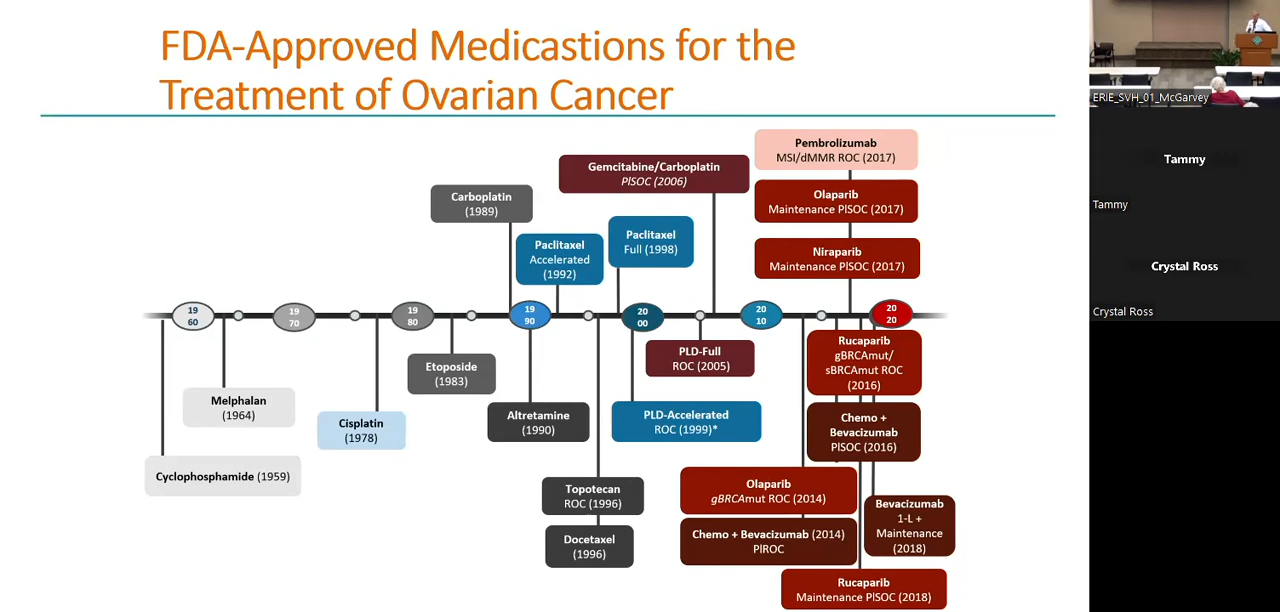 FDA-Approved Medicastions for the
Treatment of Ovarian Cancer
Pembrolizumab
MSI/dMMR ROC (2017)
Gemcitabine/Carboplatin
PlSOC (2006)
Olaparib
Maintenance PlSOC (2017)
Carboplatin
(1989)
Paclitaxel
Full (1998)
Paclitaxel
Accelerated
(1992)
Niraparib
Maintenance PlSOC (2017)
19
60
19
70
19
80
19
90
20
00
20
10
20
20
Rucaparib
gBRCAmut/
sBRCAmut ROC
(2016)
PLD-Full
ROC (2005)
Etoposide
(1983)
Melphalan
(1964)
Altretamine
(1990)
PLD-Accelerated
ROC (1999)*
Cisplatin
(1978)
Chemo +
Bevacizumab
PlSOC (2016)
Cyclophosphamide (1959)
Topotecan
ROC (1996)
Olaparib
gBRCAmut ROC (2014)
Bevacizumab
1-L +
Maintenance
(2018)
Docetaxel
(1996)
Chemo + Bevacizumab (2014)
PlROC
Rucaparib
Maintenance PlSOC (2018)
ERIE_SVH_01_McGarvey
Tammy
Tammy
Crystal Ross
Crystal Ross